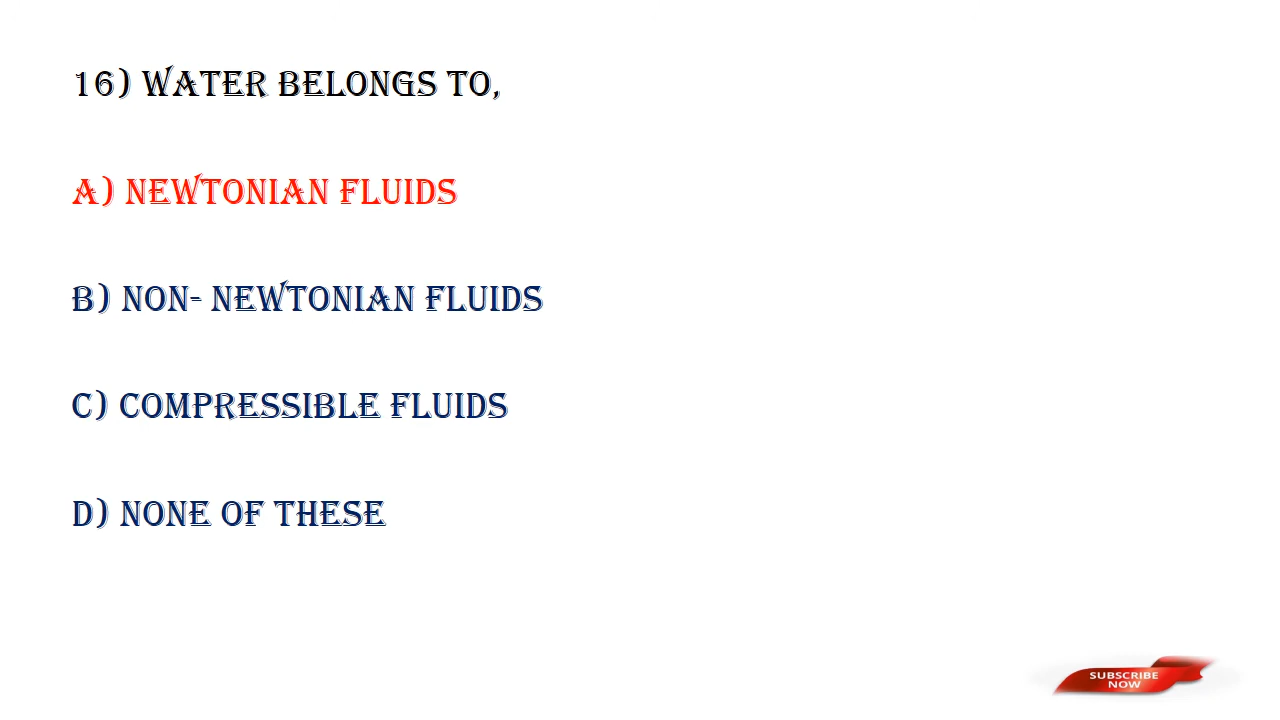 16) WATER BELONGS TO,
A) NEWTONIAN FLUIDS
B) NON- NEWTONIAN FLUIDS
C) COMPRESSIBLE FLUIDS
D) NONE OF THESE
SUBSCRIBE
NOW